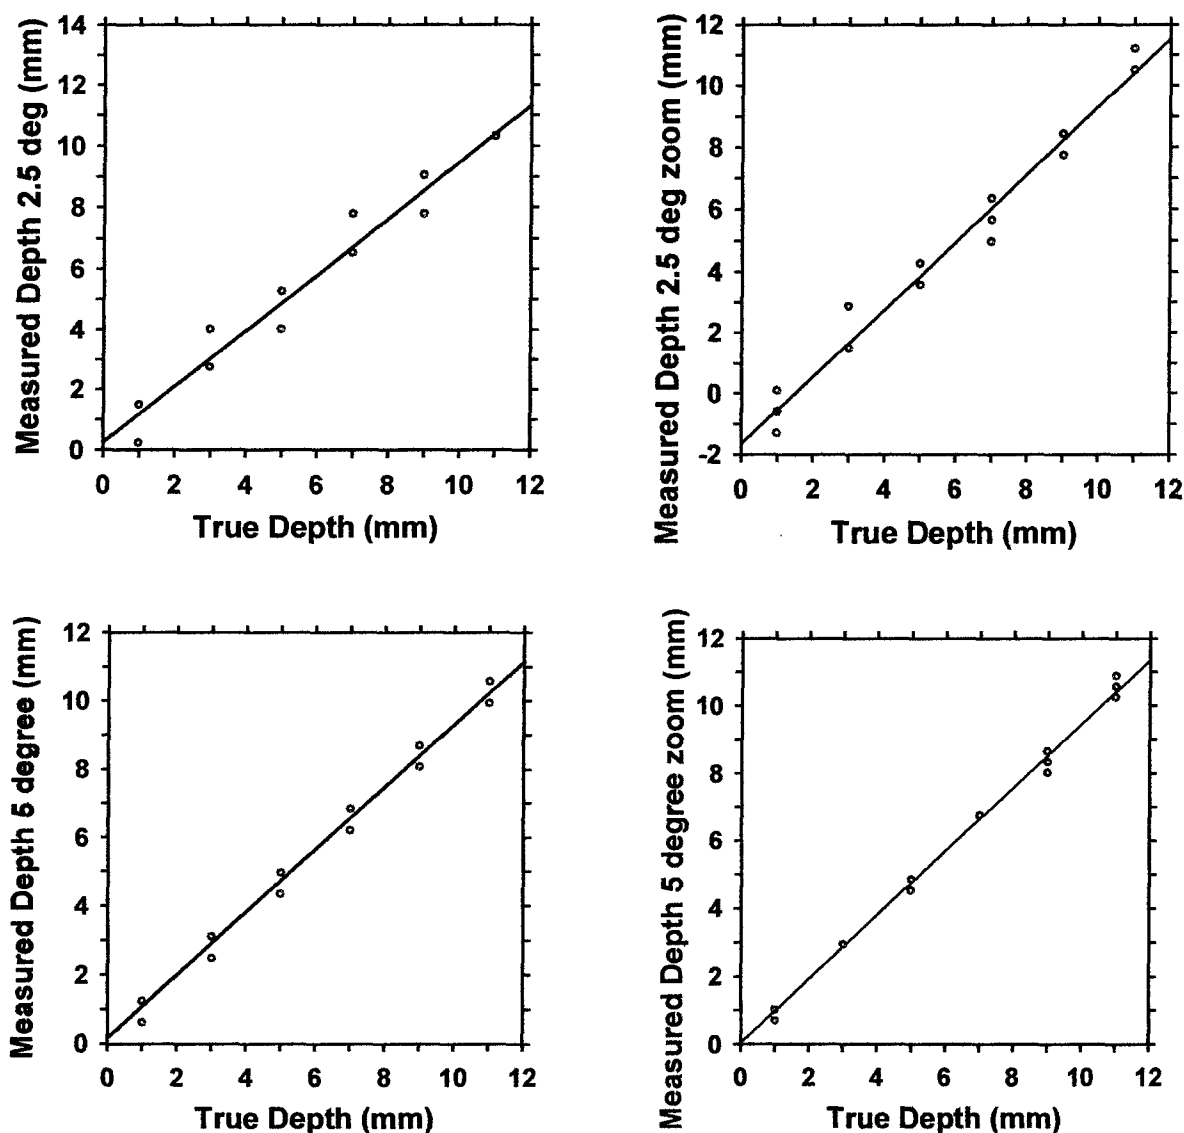 Measured Depth 2.5 deg (mm)
14
12
10
8
6
4
2
0
0 2 4 6 8 10 12
True Depth (mm)
Measured Depth 2.5 deg zoom (mm)
12
10
8
6
4
2
0
-2
0 2 4 6 8 10 12
True Depth (mm)
Measured Depth 5 degree (mm)
12
10
8
6
4
2
0
0 2 4 6 8 10 12
True Depth (mm)
Measured Depth 5 degree zoom (mm)
12
10
8
6
4
2
0
0 2 4 6 8 10 12
True Depth (mm)